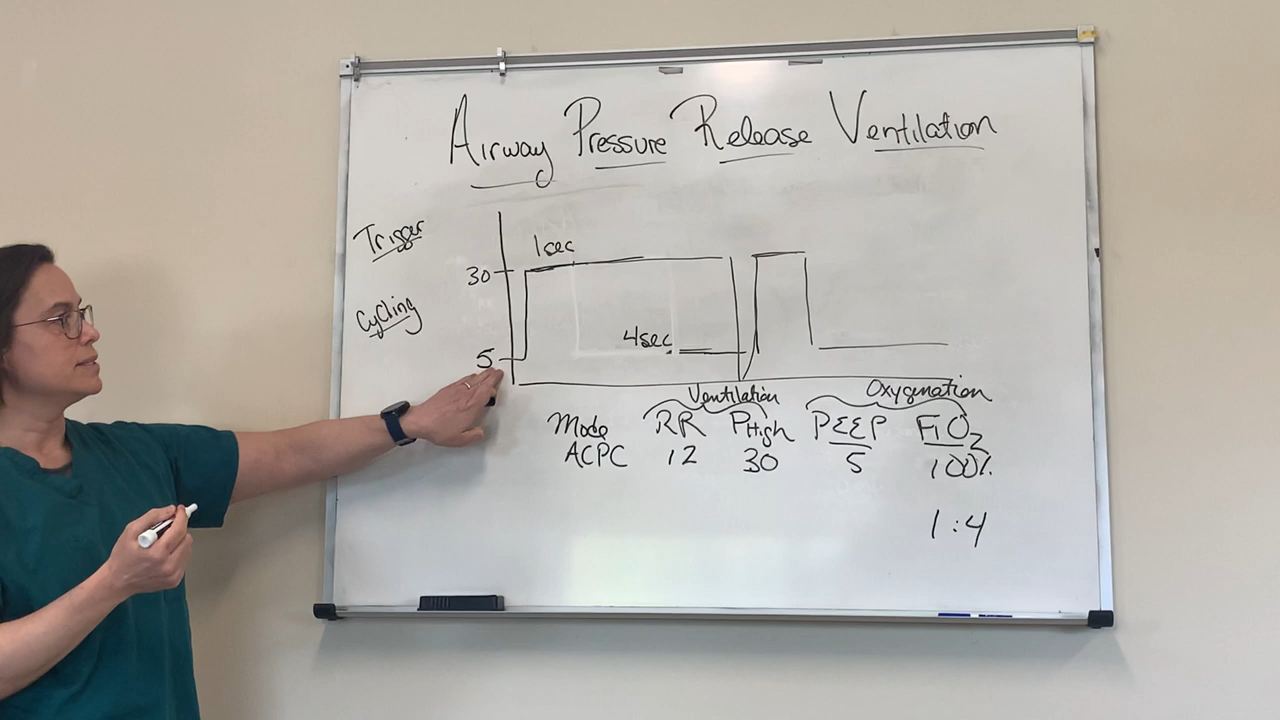 Airway Pressure Release Ventilation
Trigger
1sec
30
Cycling
4sec
5
Ventilation Oxygenation
Mode RR PHigh PEEP FiO2
ACPC 12 30 5 100%
1:4